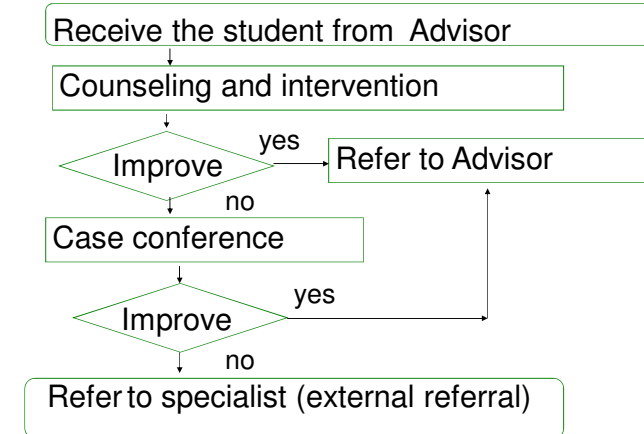 Receive the student from Advisor
Counseling and intervention
Improve
yes
Refer to Advisor
no
Case conference
Improve
yes
no
Refer to specialist (external referral)